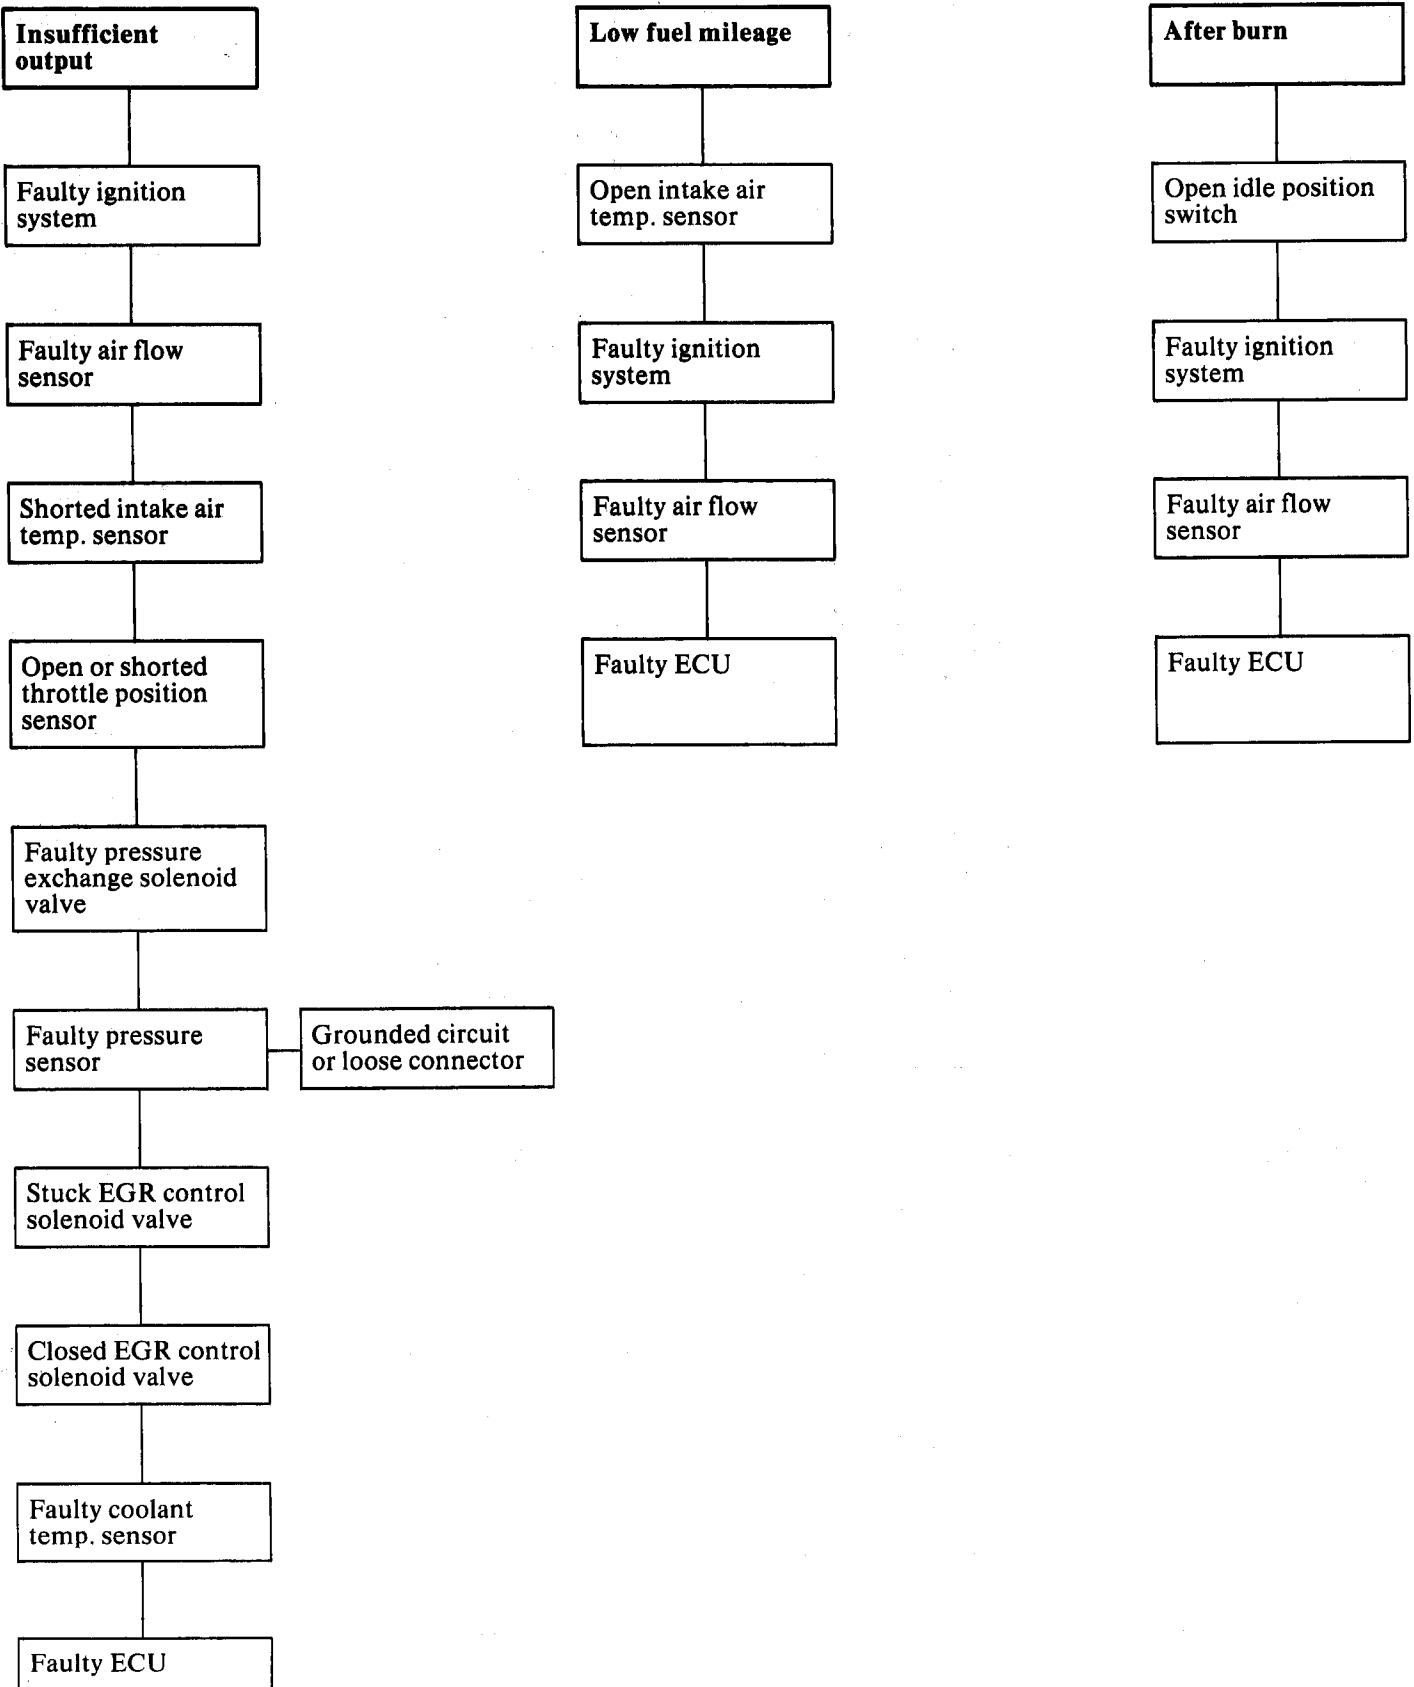 Insufficient
output
Faulty ignition
system
Faulty air flow
sensor
Shorted intake air
temp. sensor
Open or shorted
throttle position
sensor
Faulty pressure
exchange solenoid
valve
Faulty pressure
sensor
Grounded circuit
or loose connector
Stuck EGR control
solenoid valve
Closed EGR control
solenoid valve
Faulty coolant
temp. sensor
Faulty ECU
Low fuel mileage
Open intake air
temp. sensor
Faulty ignition
system
Faulty air flow
sensor
Faulty ECU
After burn
Open idle position
switch
Faulty ignition
system
Faulty air flow
sensor
Faulty ECU